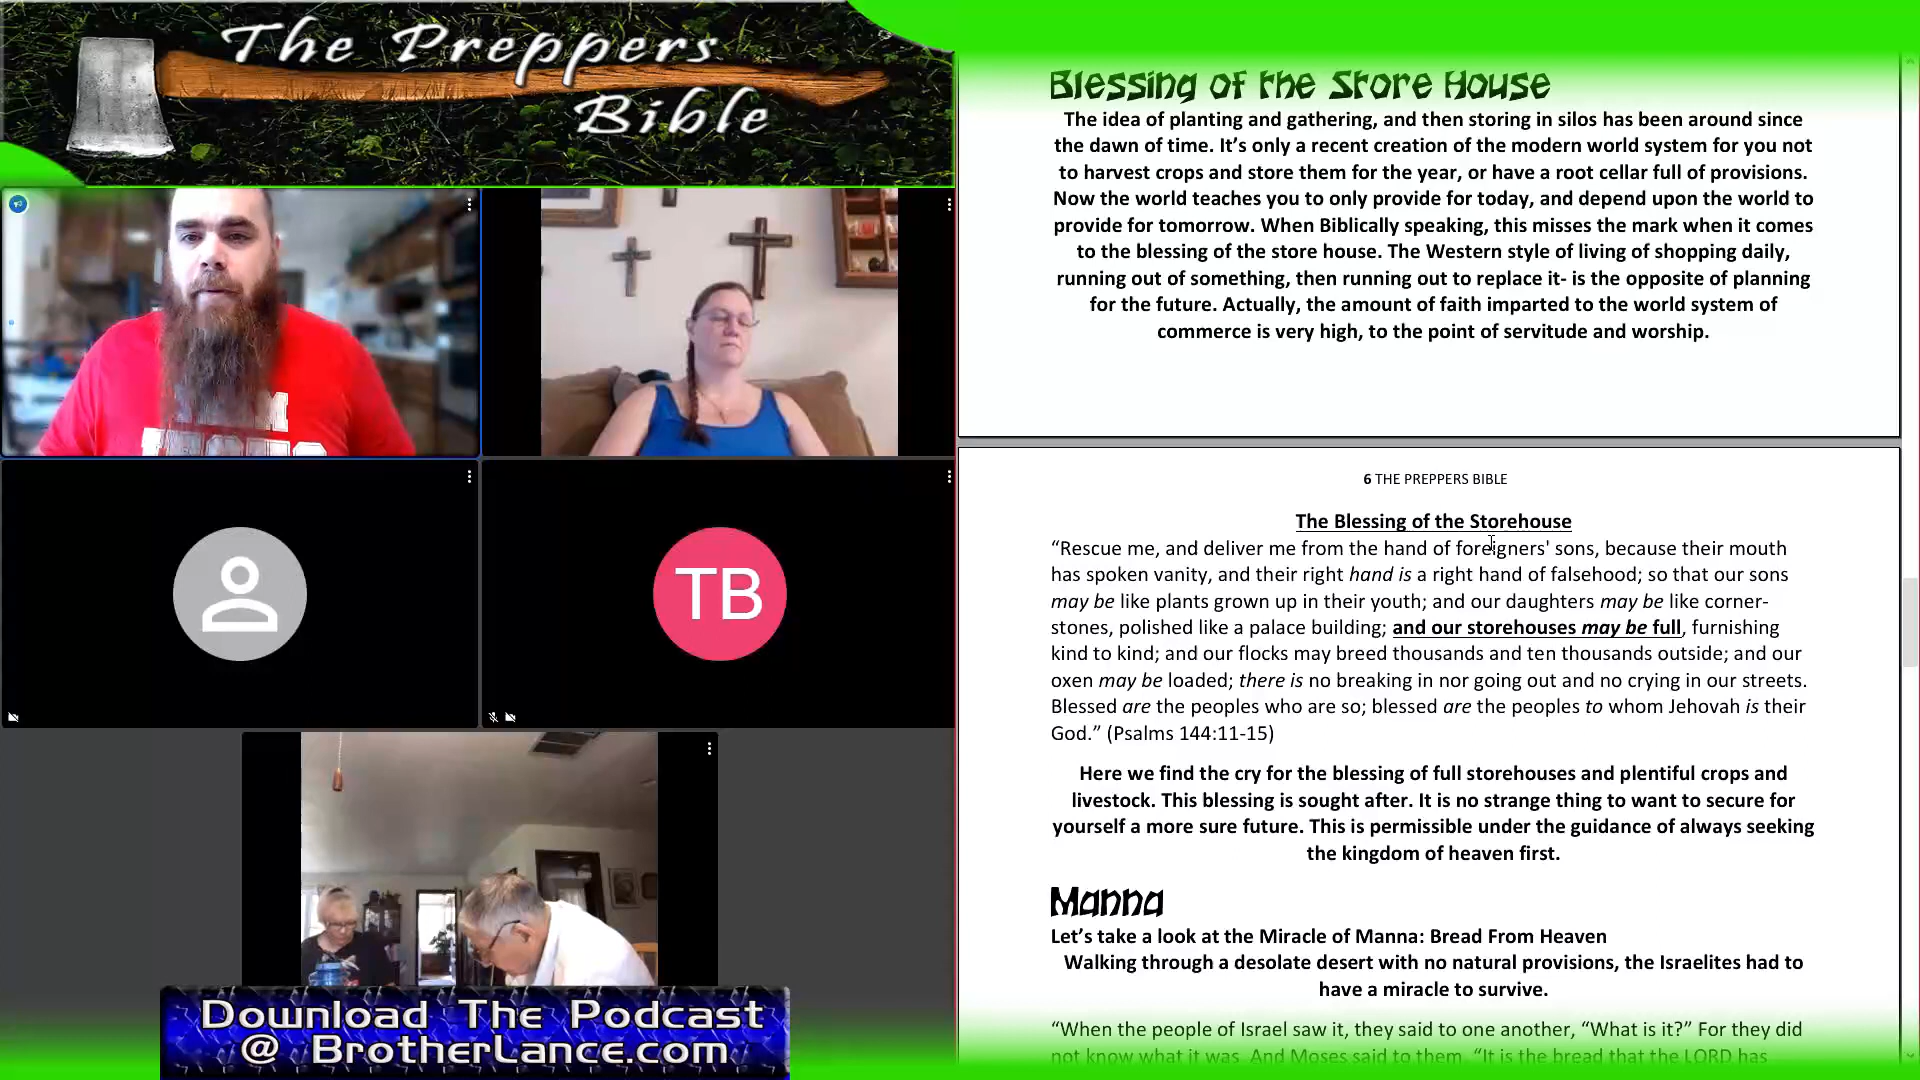 The Preppers
Bible
TB
Download The Podcast
@ BrotherLance.com
Blessing of the Store House
The idea of planting and gathering, and then storing in silos has been around since
the dawn of time. It’s only a recent creation of the modern world system for you not
to harvest crops and store them for the year, or have a root cellar full of provisions.
Now the world teaches you to only provide for today, and depend upon the world to
provide for tomorrow. When Biblically speaking, this misses the mark when it comes
to the blessing of the store house. The Western style of living of shopping daily,
running out of something, then running out to replace it- is the opposite of planning
for the future. Actually, the amount of faith imparted to the world system of
commerce is very high, to the point of servitude and worship.
6 THE PREPPERS BIBLE
The Blessing of the Storehouse
“Rescue me, and deliver me from the hand of foreigners' sons, because their mouth
has spoken vanity, and their right hand is a right hand of falsehood; so that our sons
may be like plants grown up in their youth; and our daughters may be like corner-
stones, polished like a palace building; and our storehouses may be full, furnishing
kind to kind; and our flocks may breed thousands and ten thousands outside; and our
oxen may be loaded; there is no breaking in nor going out and no crying in our streets.
Blessed are the peoples who are so; blessed are the peoples to whom Jehovah is their
God.” (Psalms 144:11-15)
Here we find the cry for the blessing of full storehouses and plentiful crops and
livestock. This blessing is sought after. It is no strange thing to want to secure for
yourself a more sure future. This is permissible under the guidance of always seeking
the kingdom of heaven first.
Manna
Let’s take a look at the Miracle of Manna: Bread From Heaven
Walking through a desolate desert with no natural provisions, the Israelites had to
have a miracle to survive.
“When the people of Israel saw it, they said to one another, “What is it?” For they did
not know what it was. And Moses said to them, “It is the bread that the LORD has